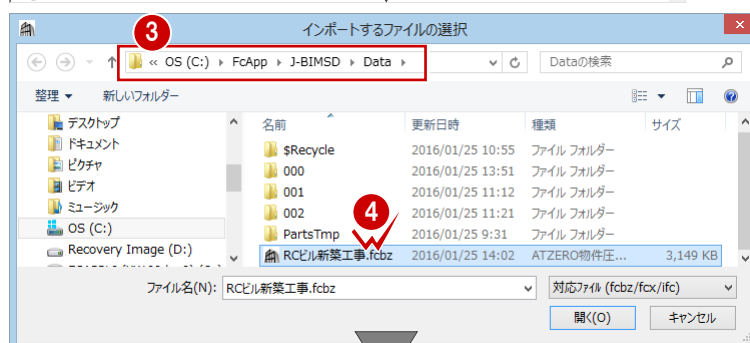 インポートするファイルの選択
3
« OS (C:) FcApp J-BIMSD Data
Dataの検索
整理 新しいフォルダー
名前 更新日時 種類 サイズ
デスクトップ
ドキュメント
ピクチャ
ビデオ
ミュージック
OS (C:)
Recovery Image (D:)
$Recycle 2016/01/25 10:55 ファイル フォルダー
000 2016/01/25 13:51 ファイル フォルダー
001 2016/01/25 11:12 ファイル フォルダー
002 2016/01/25 11:21 ファイル フォルダー
4
PartsTmp 2016/01/25 9:31 ファイル フォルダー
RCビル新築工事.fcbz 2016/01/25 14:02 ATZERO物件圧... 3,149 KB
ファイル名(N): RCビル新築工事.fcbz 対応ファイル (fcbz/fcx/ifc)
開く(O) キャンセル